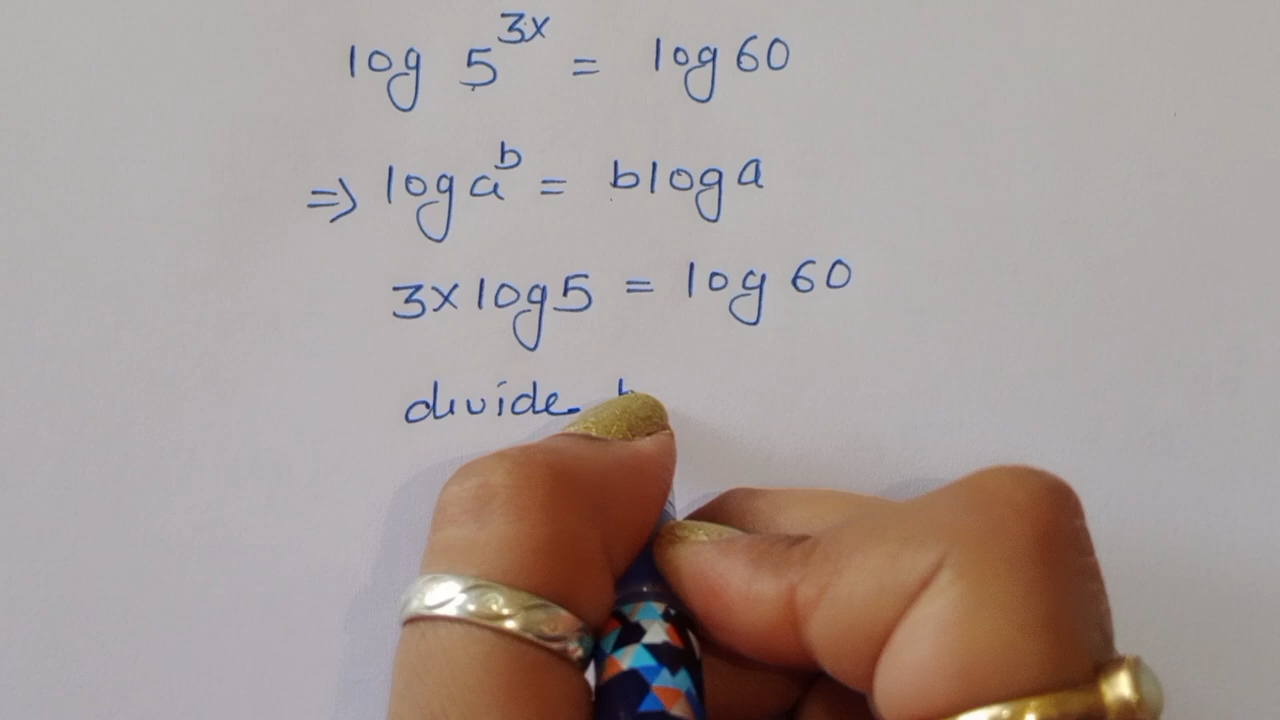 log 5^3x = log 60
⇒ log a^b = b log a
3x log 5 = log 60
divide